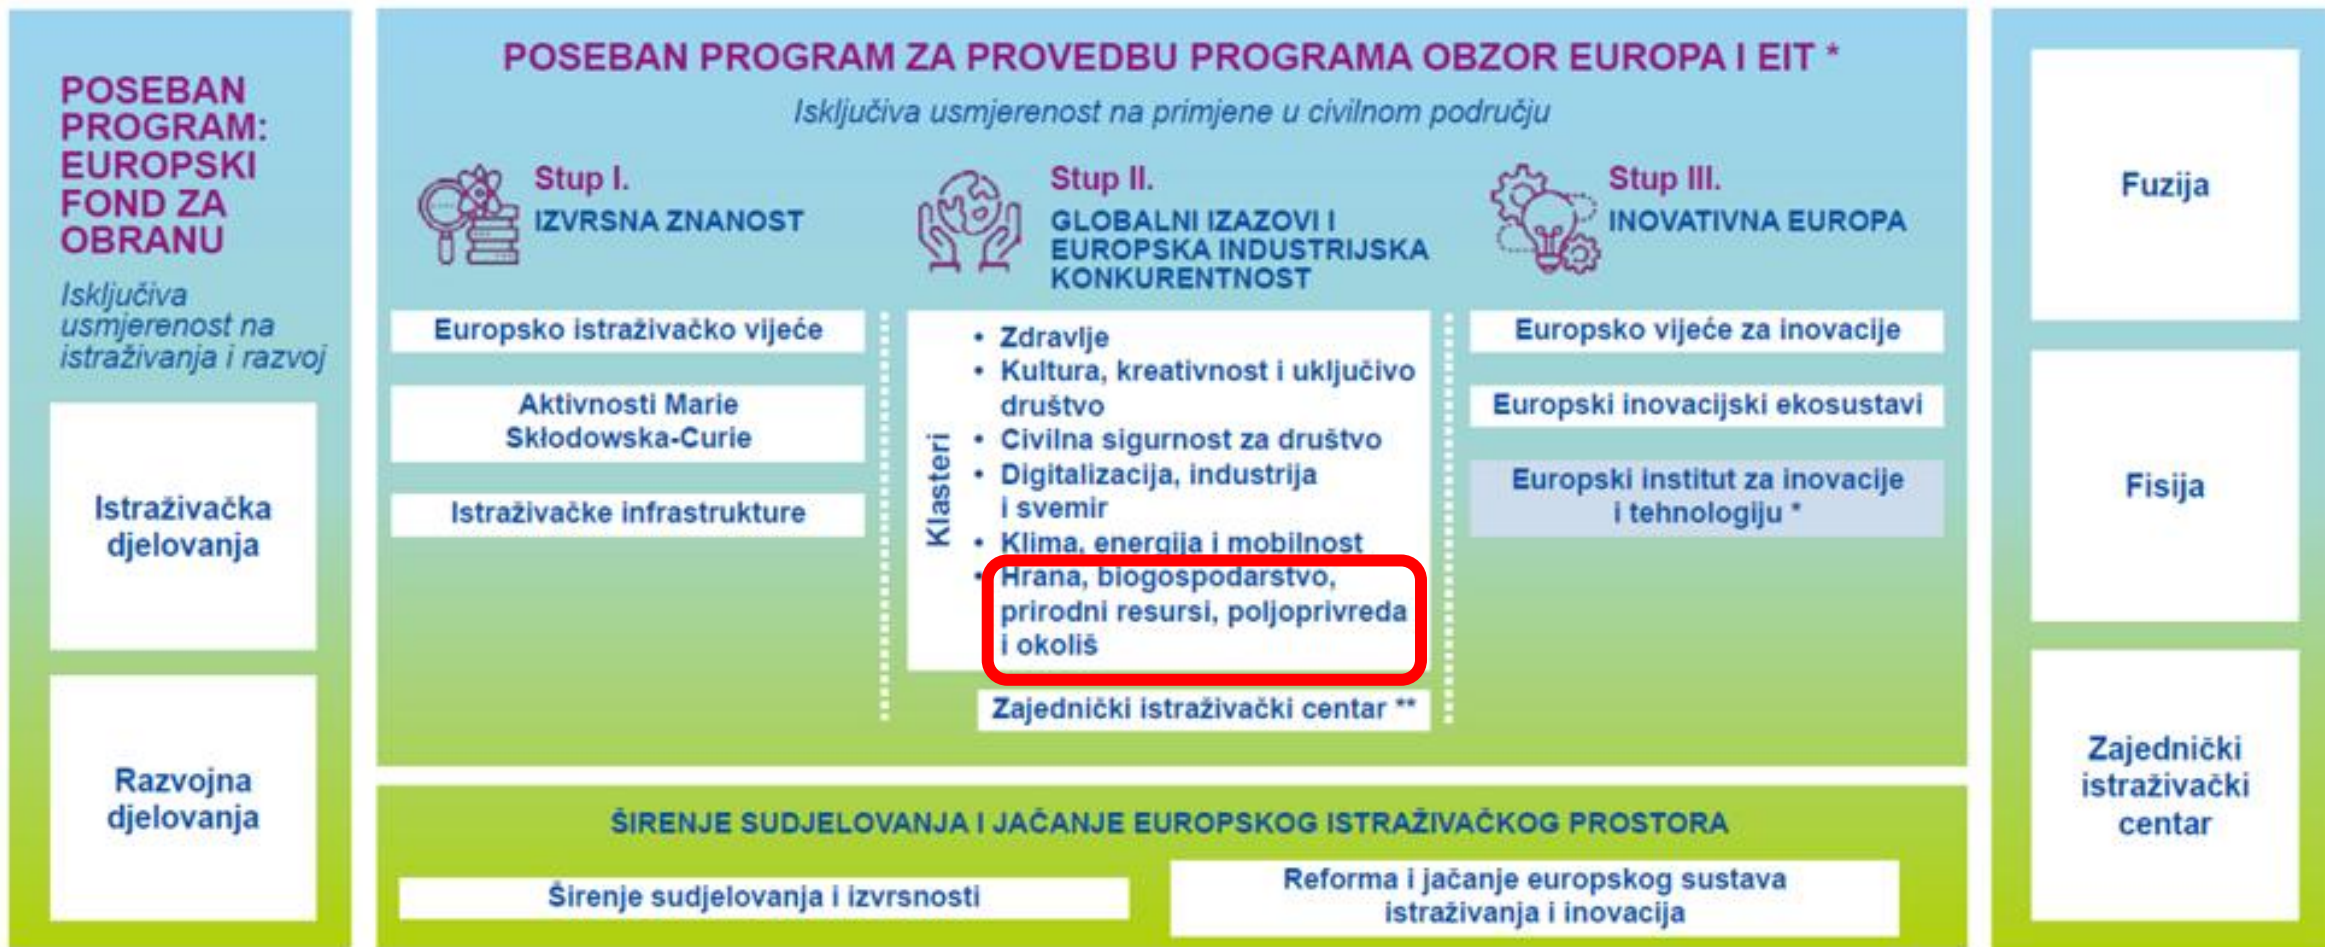 POSEBAN
PROGRAM:
EUROPSKI
FOND ZA
OBRANU
Isključiva
usmjerenost na
istraživanja i razvoj
Istraživačka
djelovanja
Razvojna
djelovanja
POSEBAN PROGRAM ZA PROVEDBU PROGRAMA OBZOR EUROPA I EIT *
Isključiva usmjerenost na primjene u civilnom području
Stup I.
IZVRSNA ZNANOST
Europsko istraživačko vijeće
Aktivnosti Marie
Skłodowska-Curie
Istraživačke infrastrukture
Stup II.
GLOBALNI IZAZOVI I
EUROPSKA INDUSTRIJSKA
KONKURENTNOST
Klasteri
• Zdravlje
• Kultura, kreativnost i uključivo
društvo
• Civilna sigurnost za društvo
• Digitalizacija, industrija
i svemir
• Klima, energija i mobilnost
• Hrana, biogospodarstvo,
prirodni resursi, poljoprivreda
i okoliš
Zajednički istraživački centar **
Stup III.
INOVATIVNA EUROPA
Europsko vijeće za inovacije
Europski inovacijski ekosustavi
Europski institut za inovacije
i tehnologiju *
ŠIRENJE SUDJELOVANJA I JAČANJE EUROPSKOG ISTRAŽIVAČKOG PROSTORA
Širenje sudjelovanja i izvrsnosti
Reforma i jačanje europskog sustava
istraživanja i inovacija
Fuzija
Fisija
Zajednički
istraživački
centar